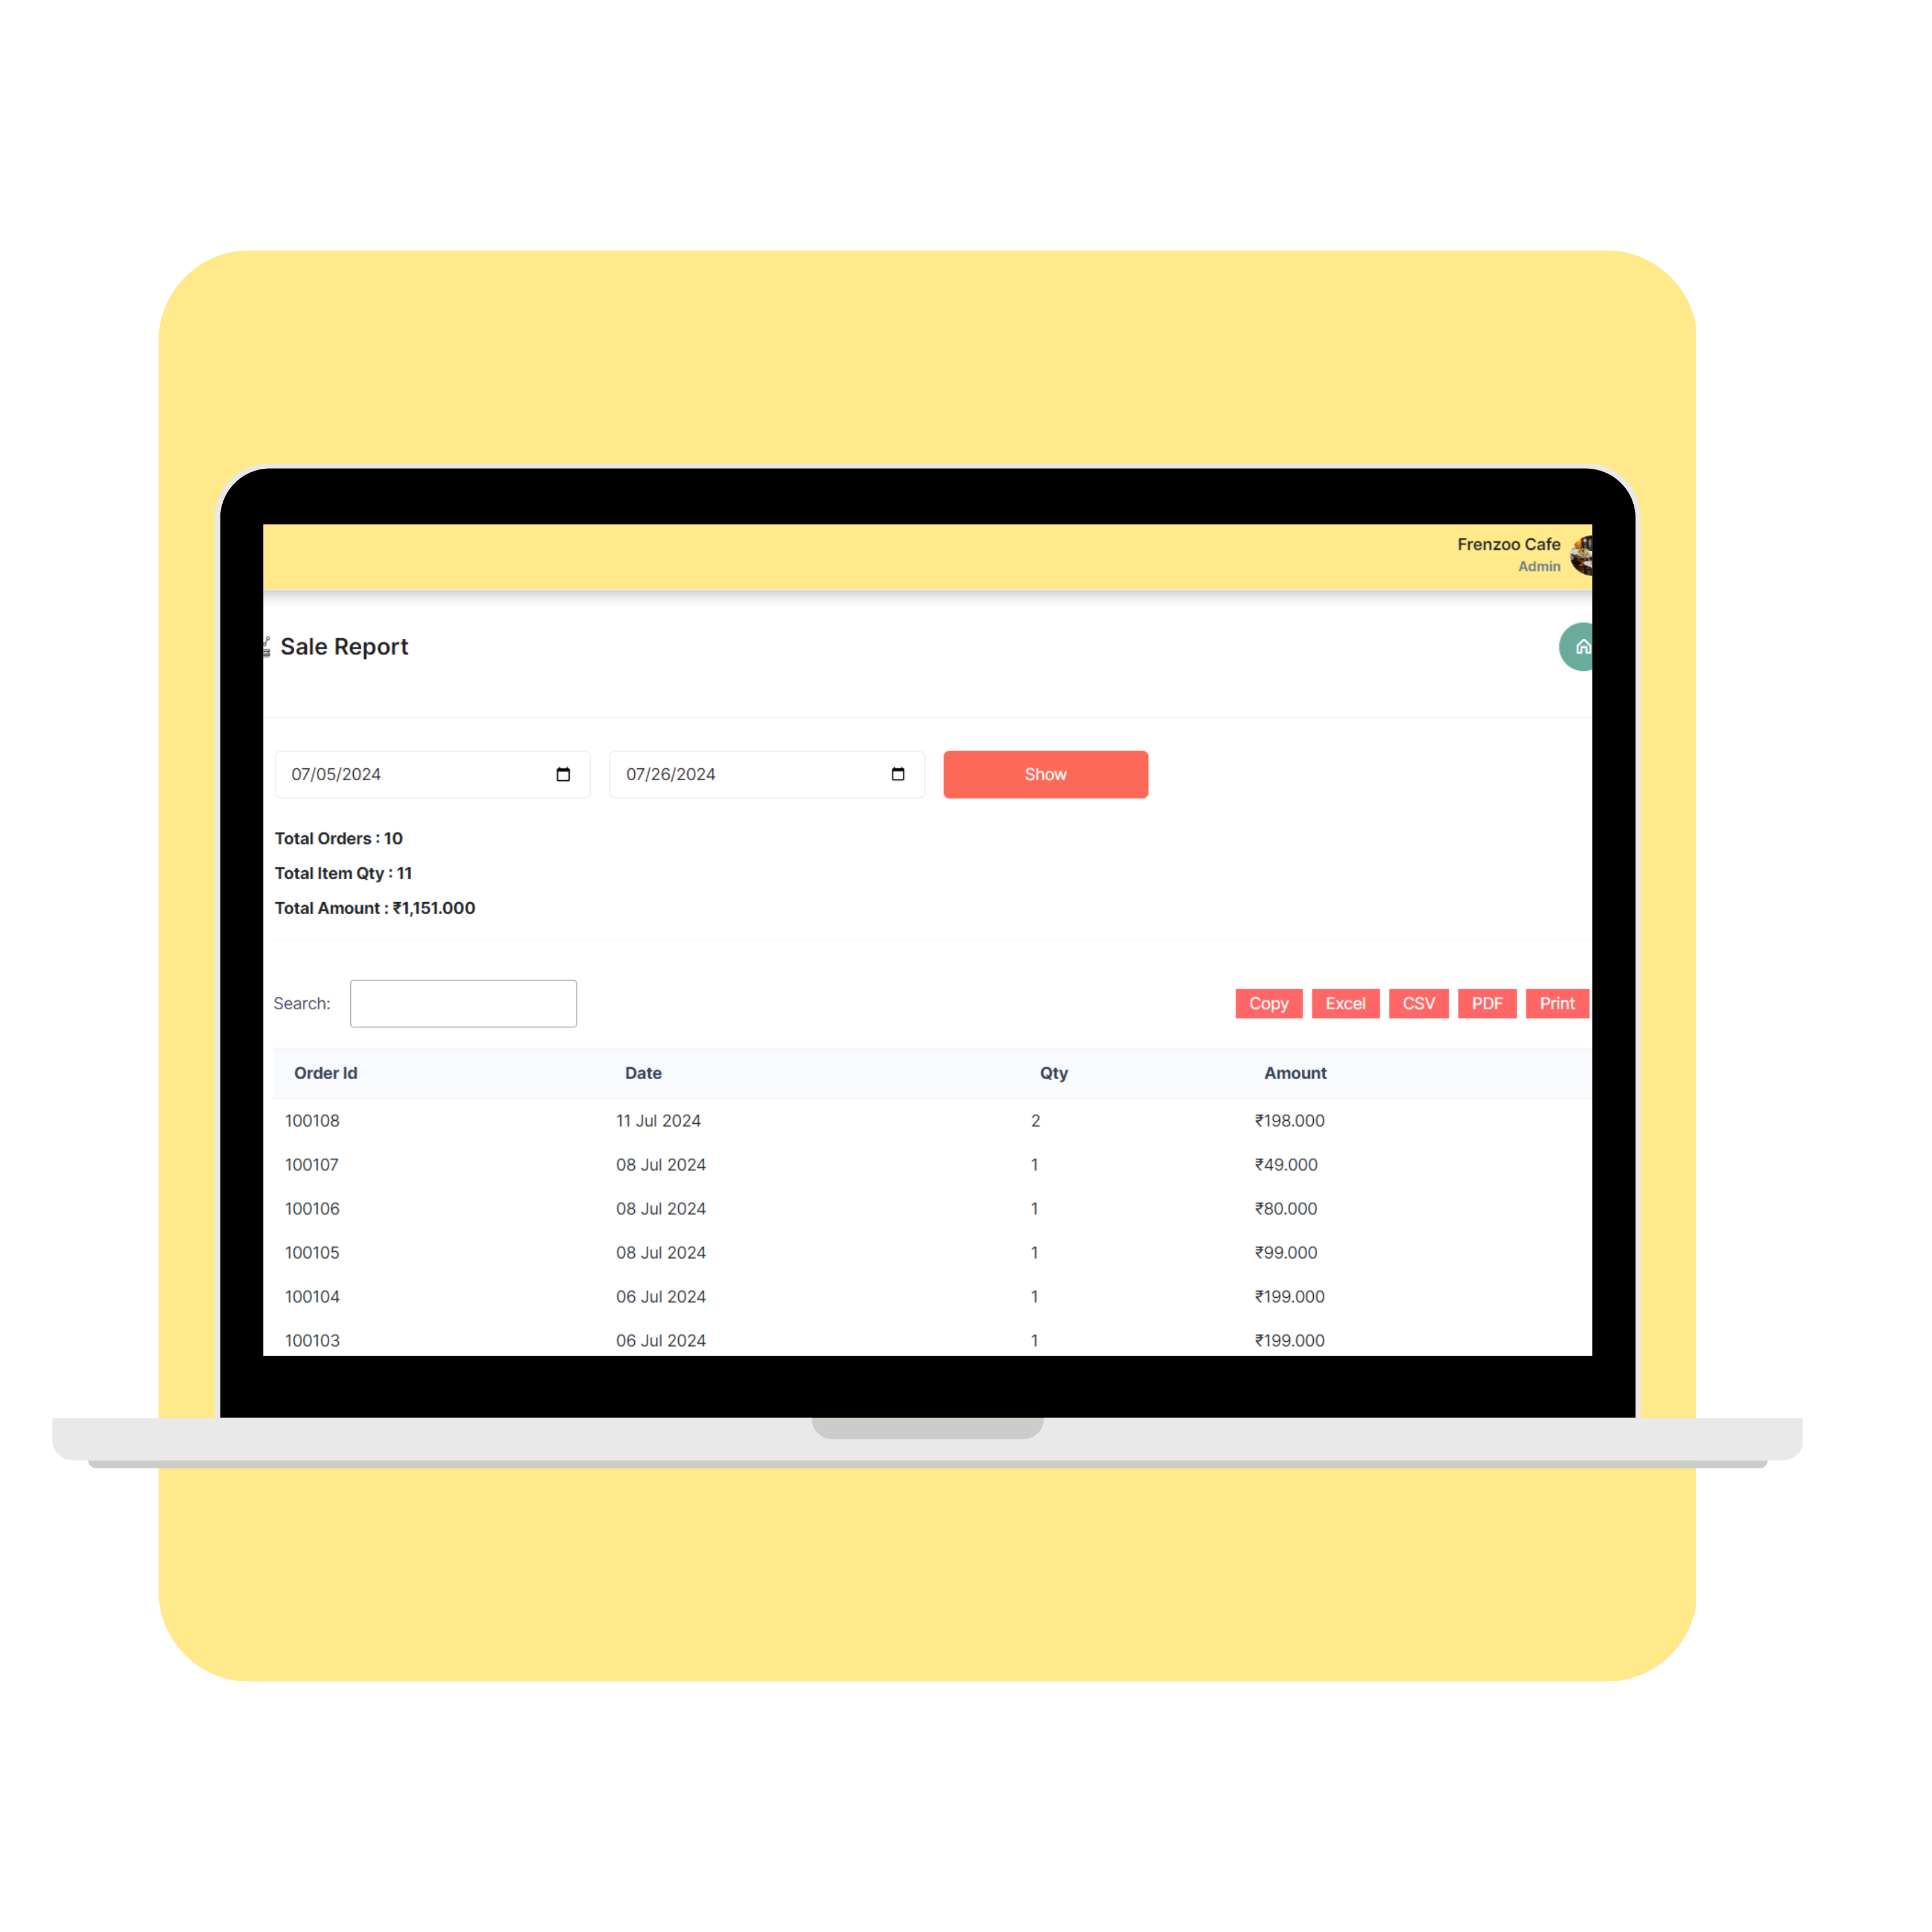 Frenzoo Cafe
Admin
Sale Report
07/05/2024 07/26/2024 Show
Total Orders : 10
Total Item Qty : 11
Total Amount : ₹1,151.000
Search: Copy Excel CSV PDF Print
Order Id Date Qty Amount
100108 11 Jul 2024 2 ₹198.000
100107 08 Jul 2024 1 ₹49.000
100106 08 Jul 2024 1 ₹80.000
100105 08 Jul 2024 1 ₹99.000
100104 06 Jul 2024 1 ₹199.000
100103 06 Jul 2024 1 ₹199.000